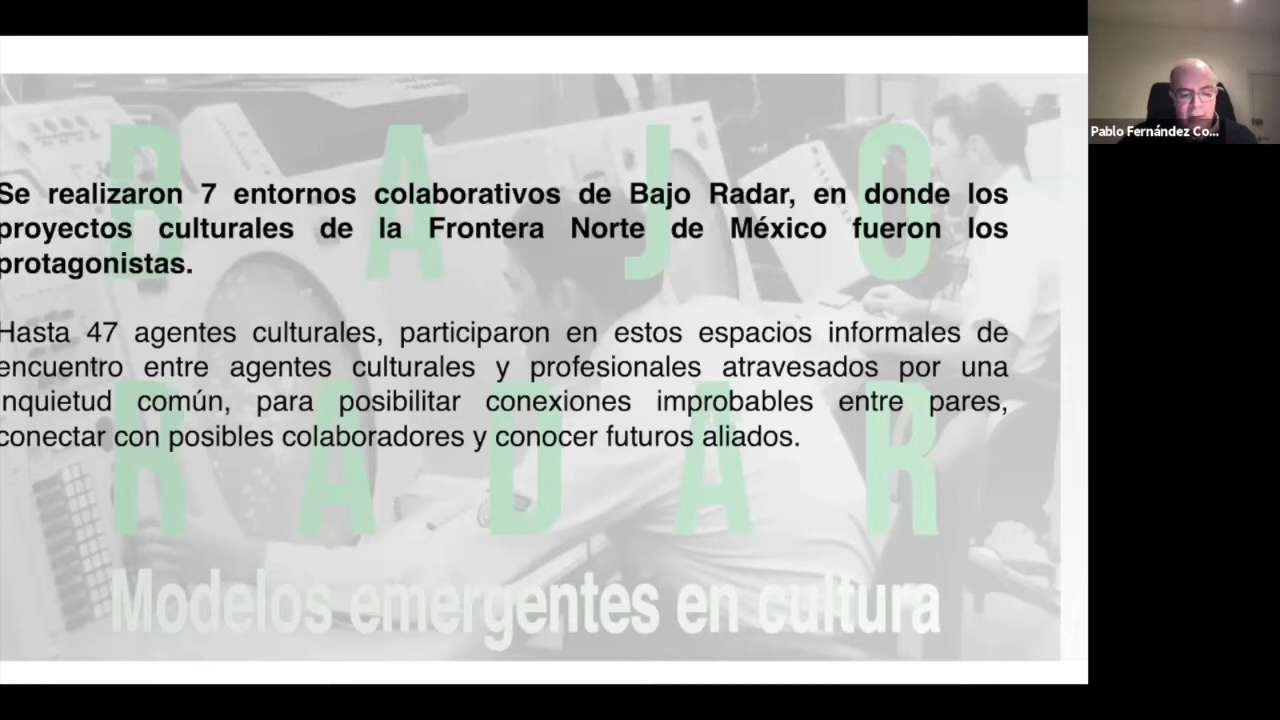 B A J O
Se realizaron 7 entornos colaborativos de Bajo Radar, en donde los
proyectos culturales de la Frontera Norte de México fueron los
protagonistas.
Hasta 47 agentes culturales, participaron en estos espacios informales de
encuentro entre agentes culturales y profesionales atravesados por una
inquietud común, para posibilitar conexiones improbables entre pares,
conectar con posibles colaboradores y conocer futuros aliados.
R A D A R
Modelos emergentes en cultura
Pablo Fernández Co...